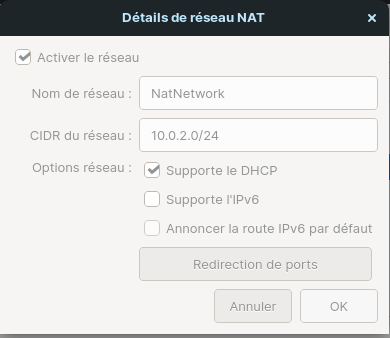 Détails de réseau NAT
Activer le réseau
Nom de réseau : NatNetwork
CIDR du réseau : 10.0.2.0/24
Options réseau : Supporte le DHCP
Supporte l'IPv6
Annoncer la route IPv6 par défaut
Redirection de ports
Annuler OK